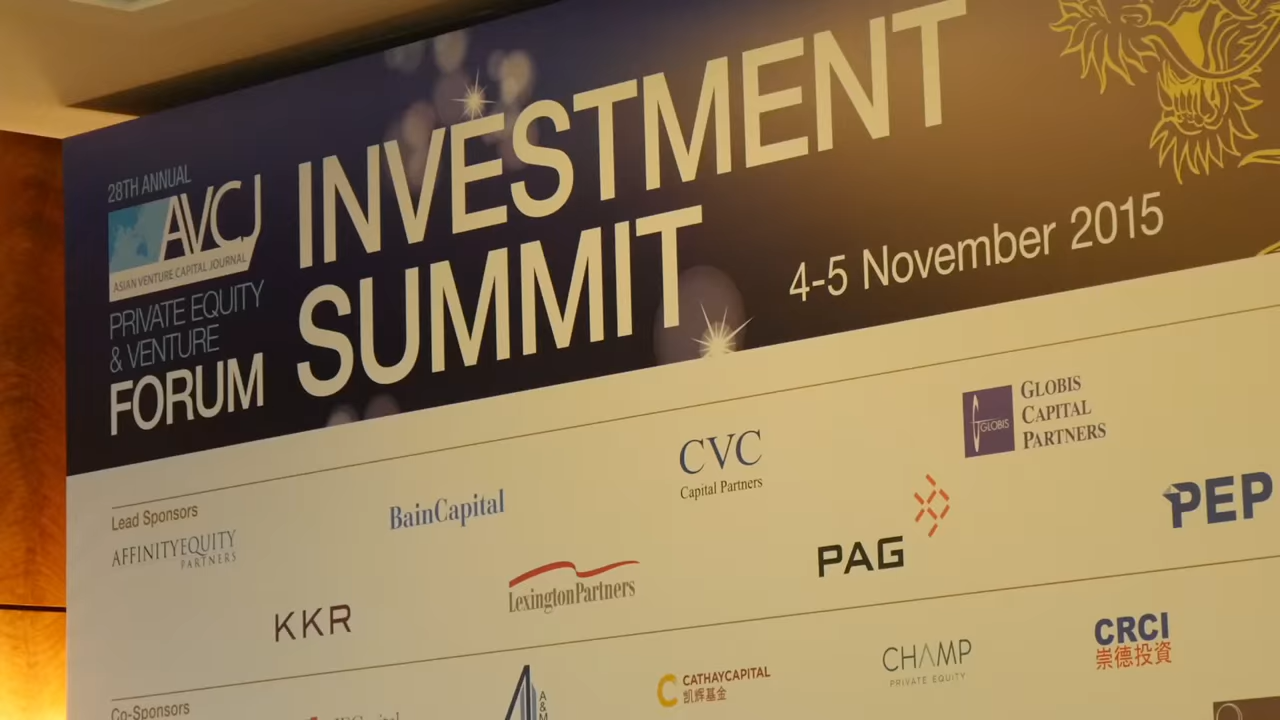 28TH ANNUAL
AVCJ
ASIAN VENTURE CAPITAL JOURNAL
PRIVATE EQUITY
& VENTURE
FORUM
INVESTMENT
SUMMIT
4-5 November 2015
Lead Sponsors
AFFINITYEQUITY
PARTNERS
BainCapital
CVC
Capital Partners
GLOBIS
GLOBIS
CAPITAL
PARTNERS
KKR
LexingtonPartners
PAG
PEP
Co-Sponsors
A&M
CATHAYCAPITAL
凯辉基金
CHAMP
PRIVATE EQUITY
CRCI
崇德投資